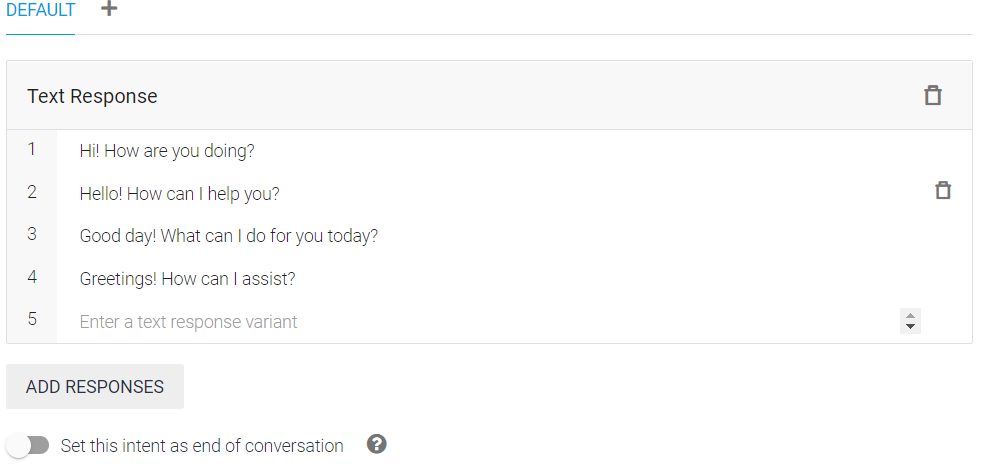 DEFAULT +
Text Response
1 Hi! How are you doing?
2 Hello! How can I help you?
3 Good day! What can I do for you today?
4 Greetings! How can I assist?
5 Enter a text response variant
ADD RESPONSES
Set this intent as end of conversation ?